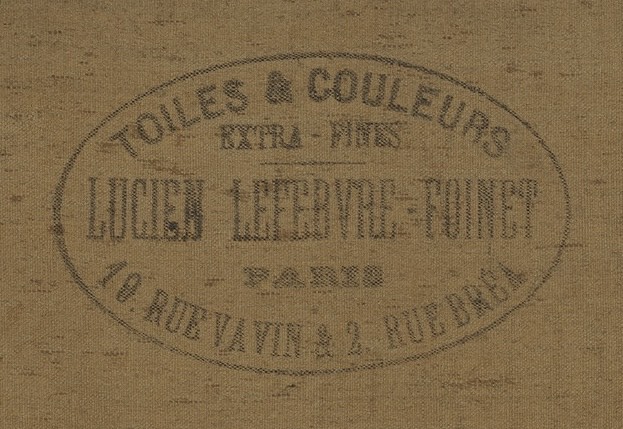 TOILES & COULEURS
EXTRA-FINES
LUCIEN LEFEBVRE-FOINET
PARIS
19. RUE VAVIN & 2. RUE BRÉA